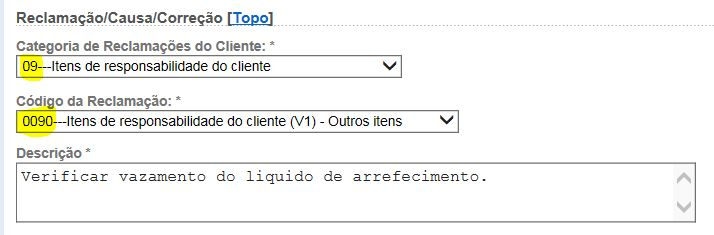 Reclamação/Causa/Correção [Topo]
Categoria de Reclamações do Cliente: *
09---Itens de responsabilidade do cliente
Código da Reclamação: *
0090---Itens de responsabilidade do cliente (V1) - Outros itens
Descrição *
Verificar vazamento do liquido de arrefecimento.